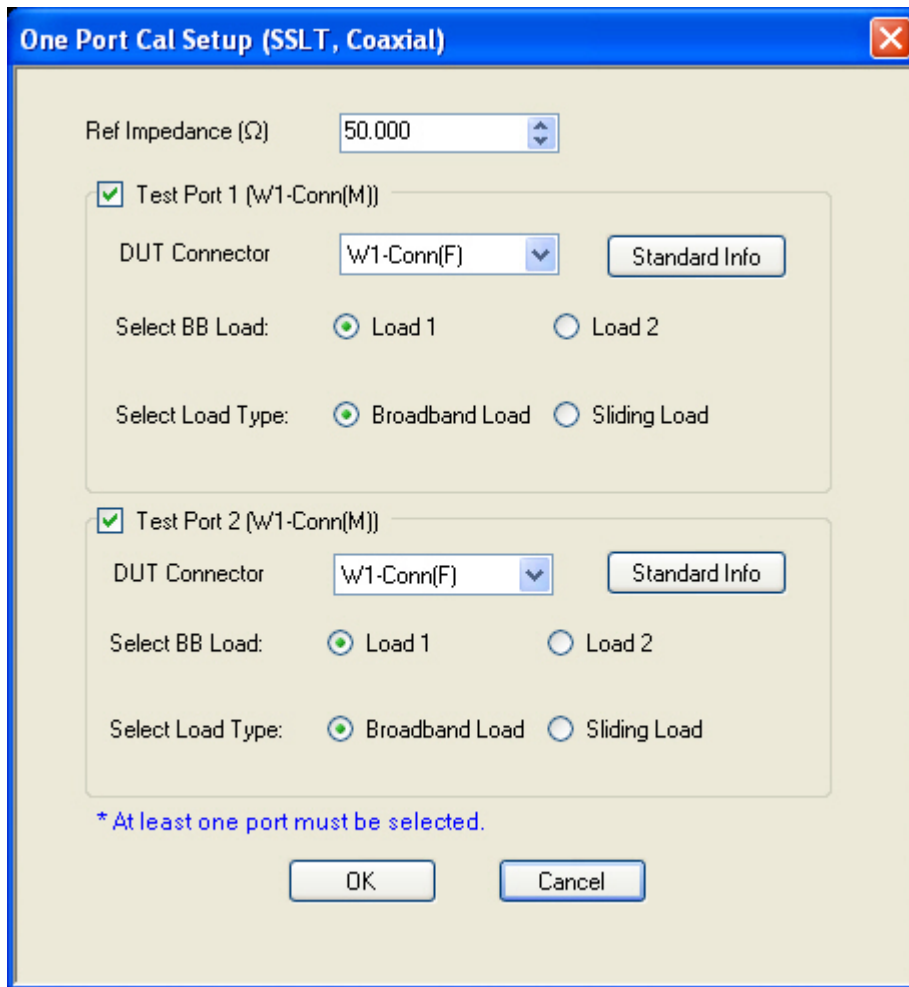 One Port Cal Setup (SSLT, Coaxial)
Ref Impedance (Ω) 50.000
Test Port 1 (W1-Conn(M))
DUT Connector W1-Conn(F) Standard Info
Select BB Load: Load 1 Load 2
Select Load Type: Broadband Load Sliding Load
Test Port 2 (W1-Conn(M))
DUT Connector W1-Conn(F) Standard Info
Select BB Load: Load 1 Load 2
Select Load Type: Broadband Load Sliding Load
* At least one port must be selected.
OK Cancel